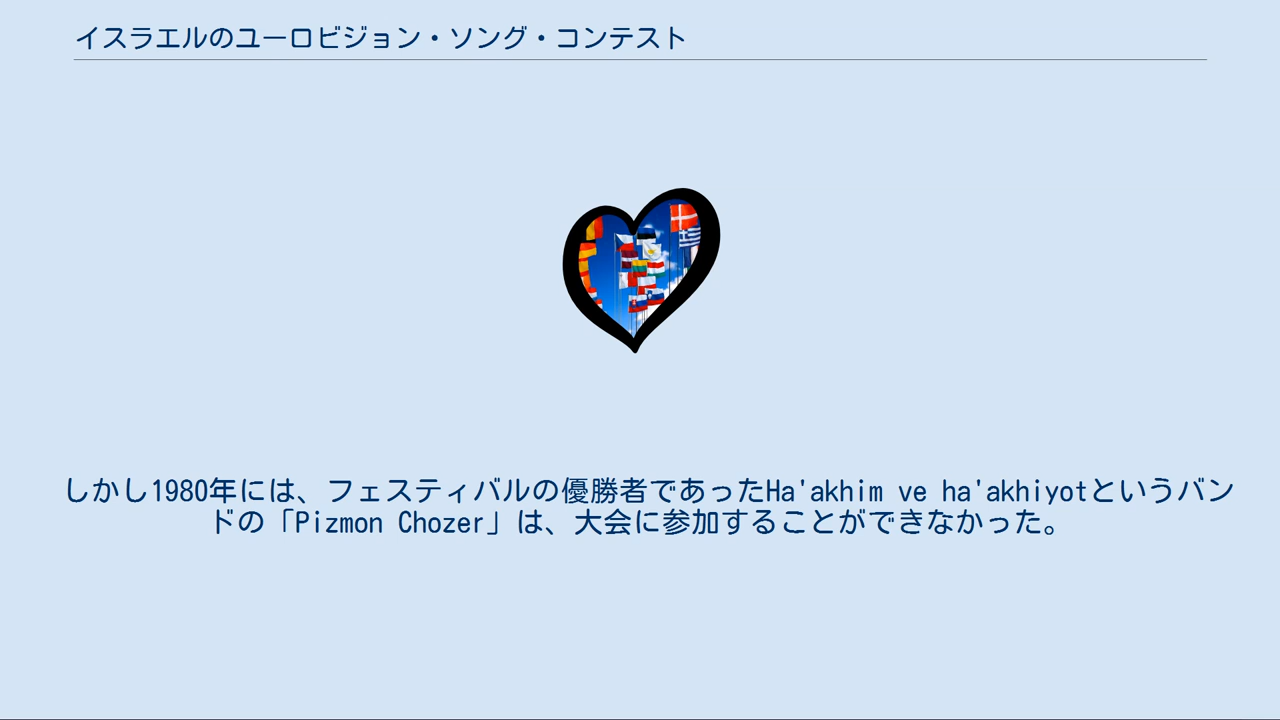 イスラエルのユーロビジョン・ソング・コンテスト
しかし1980年には、フェスティバルの優勝者であったHa'akhim ve ha'akhiyotというバン
ドの「Pizmon Chozer」は、大会に参加することができなかった。